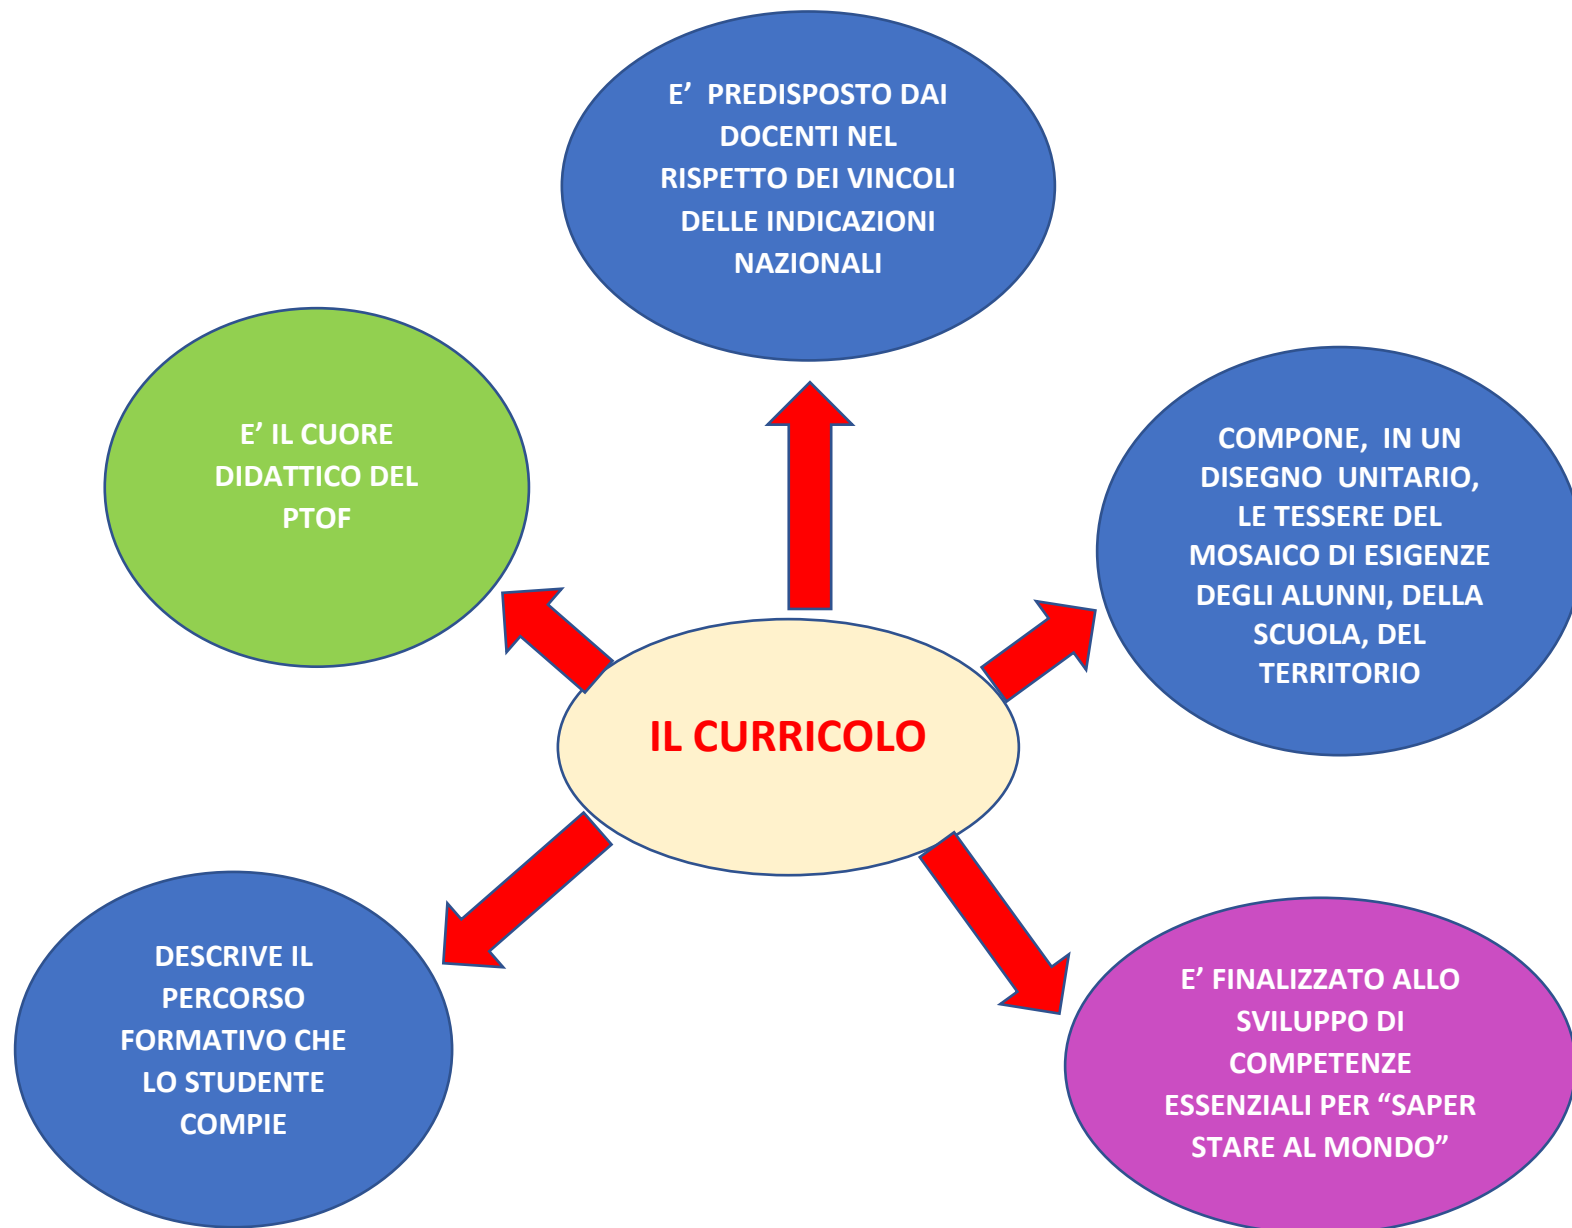 E’ PREDISPOSTO DAI
DOCENTI NEL
RISPETTO DEI VINCOLI
DELLE INDICAZIONI
NAZIONALI
E’ IL CUORE
DIDATTICO DEL
PTOF
COMPONE, IN UN
DISEGNO UNITARIO,
LE TESSERE DEL
MOSAICO DI ESIGENZE
DEGLI ALUNNI, DELLA
SCUOLA, DEL
TERRITORIO
IL CURRICOLO
DESCRIVE IL
PERCORSO
FORMATIVO CHE
LO STUDENTE
COMPIE
E’ FINALIZZATO ALLO
SVILUPPO DI
COMPETENZE
ESSENZIALI PER “SAPER
STARE AL MONDO”